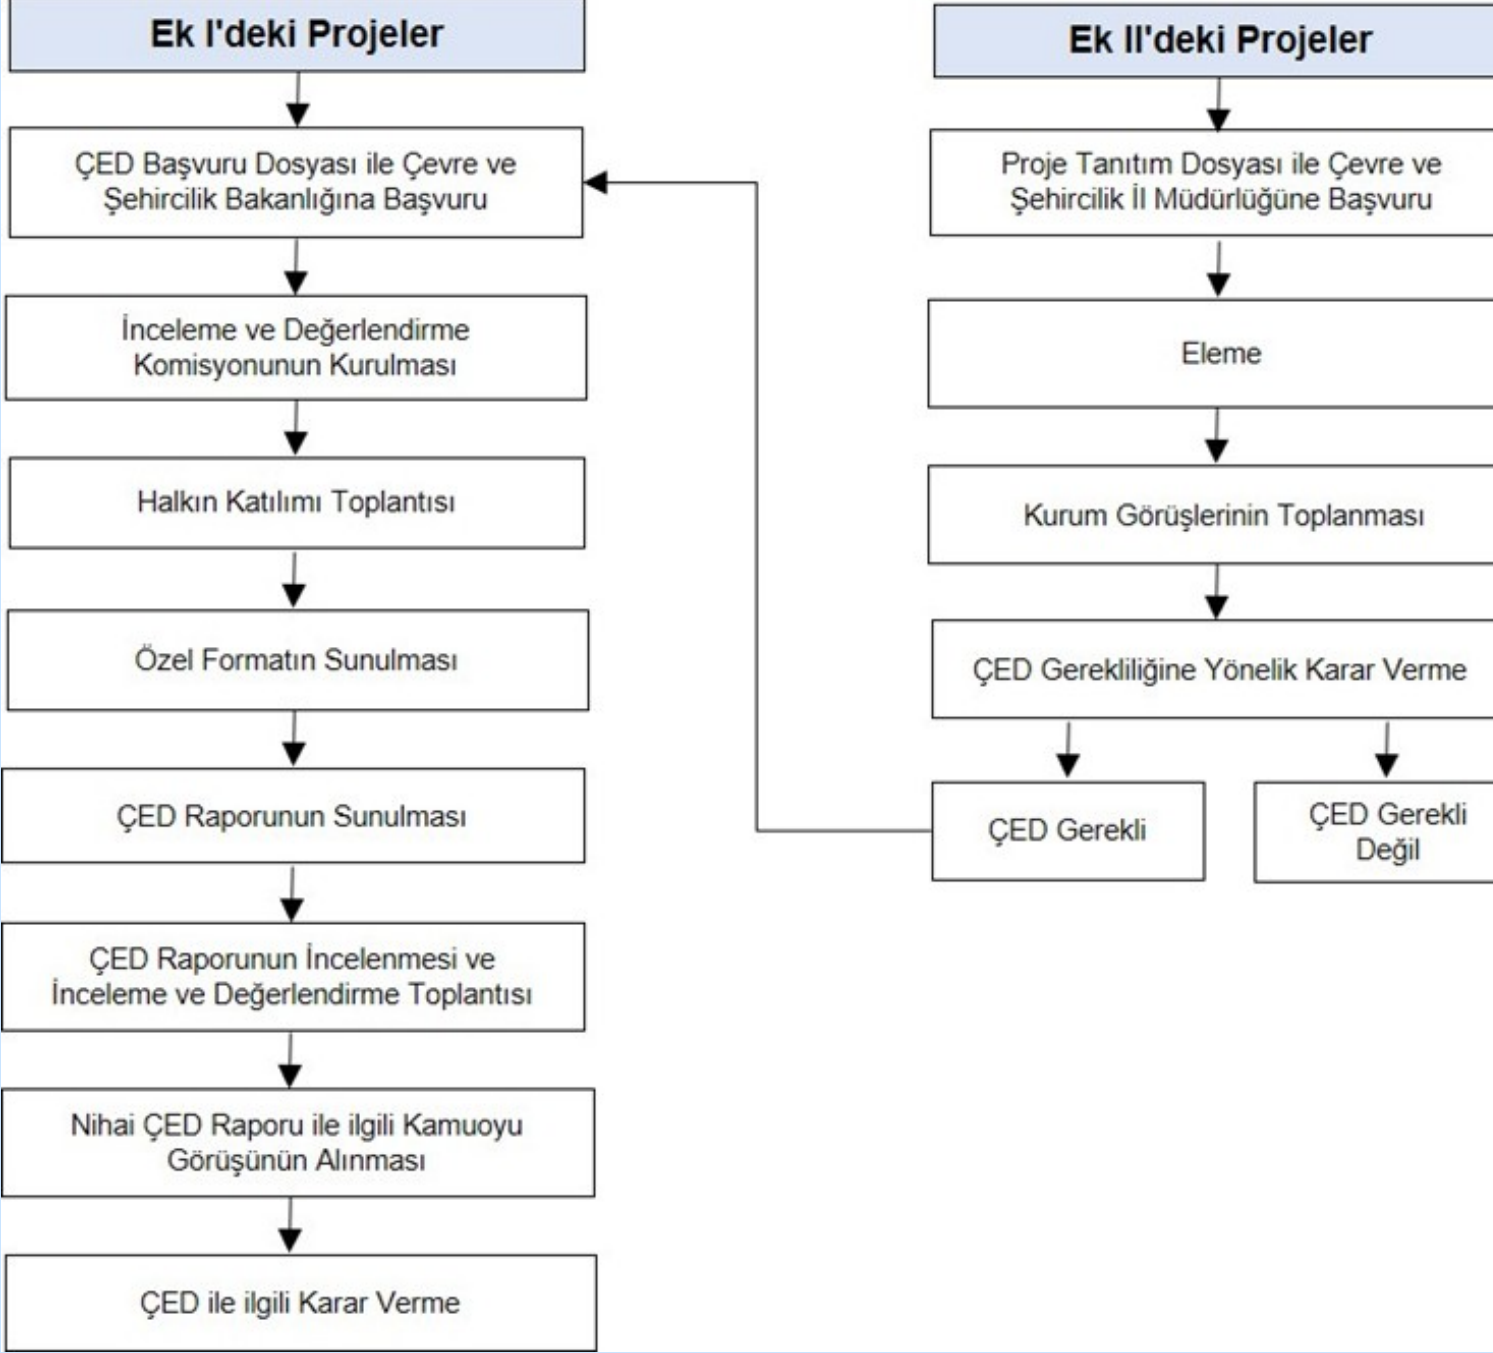 Ek I'deki Projeler
ÇED Başvuru Dosyası ile Çevre ve
Şehircilik Bakanlığına Başvuru
İnceleme ve Değerlendirme
Komisyonunun Kurulması
Halkın Katılımı Toplantısı
Özel Formatın Sunulması
ÇED Raporunun Sunulması
ÇED Raporunun İncelenmesi ve
İnceleme ve Değerlendirme Toplantısı
Nihai ÇED Raporu ile ilgili Kamuoyu
Görüşünün Alınması
ÇED ile ilgili Karar Verme
Ek II'deki Projeler
Proje Tanıtım Dosyası ile Çevre ve
Şehircilik İl Müdürlüğüne Başvuru
Eleme
Kurum Görüşlerinin Toplanması
ÇED Gerekliliğine Yönelik Karar Verme
ÇED Gerekli
ÇED Gerekli
Değil